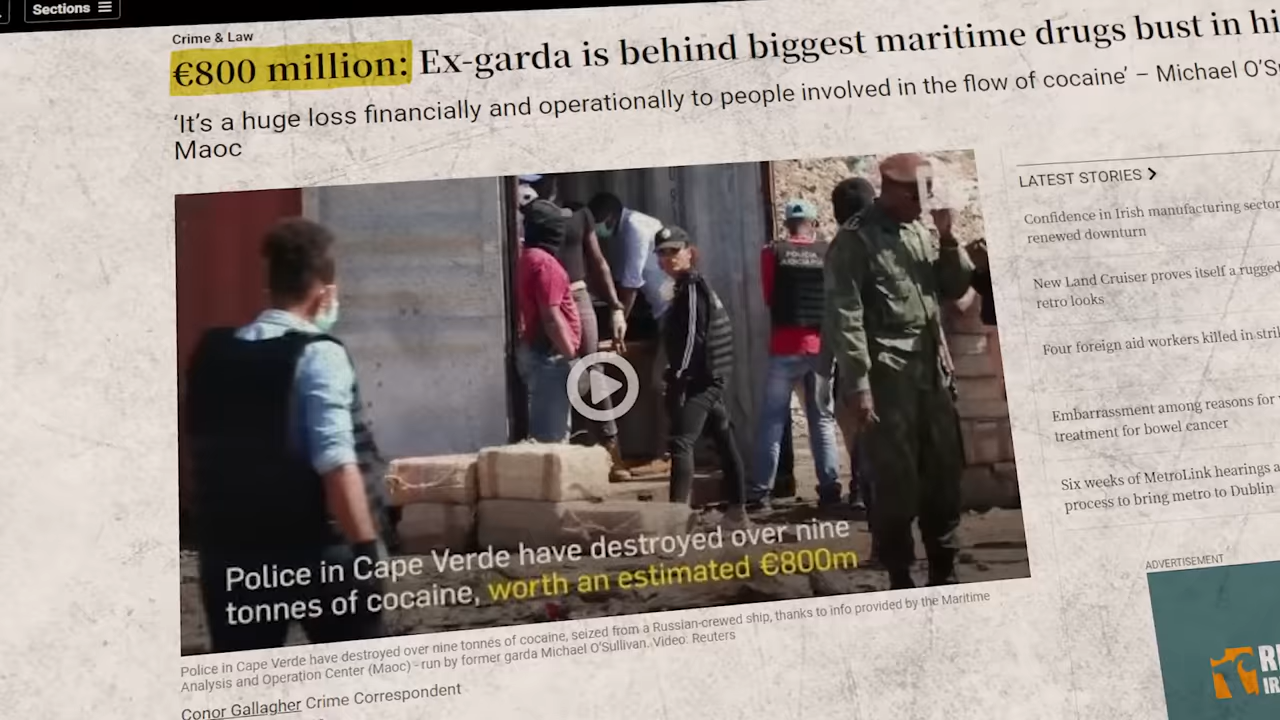 Sections
Crime & Law
€800 million: Ex-garda is behind biggest maritime drugs bust in
'It's a huge loss financially and operationally to people involved in the flow of cocaine' – Michael
Maoc
POLÍCIA
JUDICIÁRIA
Police in Cape Verde have destroyed over nine
tonnes of cocaine, worth an estimated €800m
Police in Cape Verde have destroyed over nine tonnes of cocaine, seized from a Russian-crewed ship, thanks to info provided by the Maritime
Analysis and Operation Center (Maoc) - run by former garda Michael O'Sullivan. Video: Reuters
Conor Gallagher Crime Correspondent
LATEST STORIES
Confidence in Irish manufacturing sector
renewed downturn
New Land Cruiser proves itself a rugged
retro looks
Four foreign aid workers killed in
Embarrassment among reasons for
treatment for bowel cancer
Six weeks of MetroLink hearings
process to bring metro to Dublin
ADVERTISEMENT